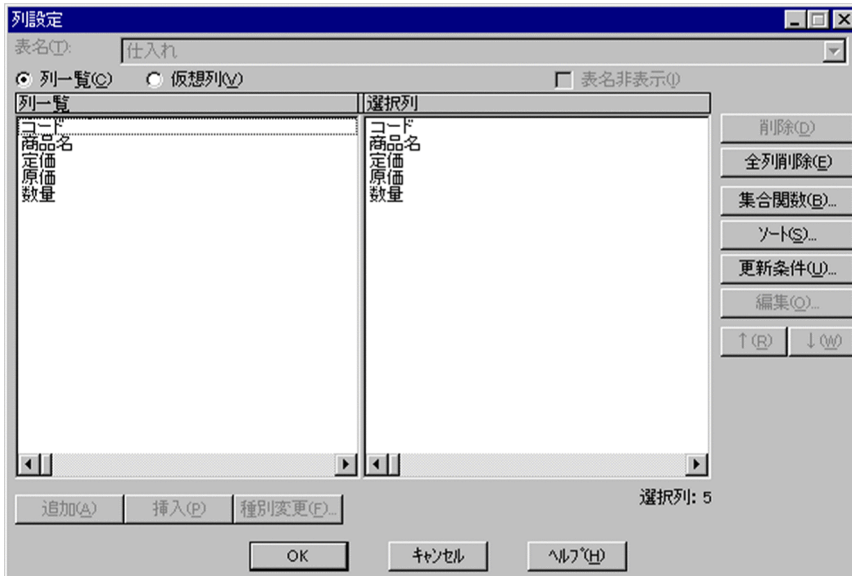 列設定
表名(T): 仕入れ
列一覧(C) 仮想列(V) 表名非表示(I)
列一覧 選択列
コード コード
商品名 商品名
定価 定価
原価 原価
数量 数量
削除(D)
全列削除(E)
集合関数(B)...
ソート(S)...
更新条件(U)...
編集(O)...
↑(R) ↓(W)
選択列: 5
追加(A) 挿入(P) 種別変更(F)...
OK キャンセル ヘルプ(H)